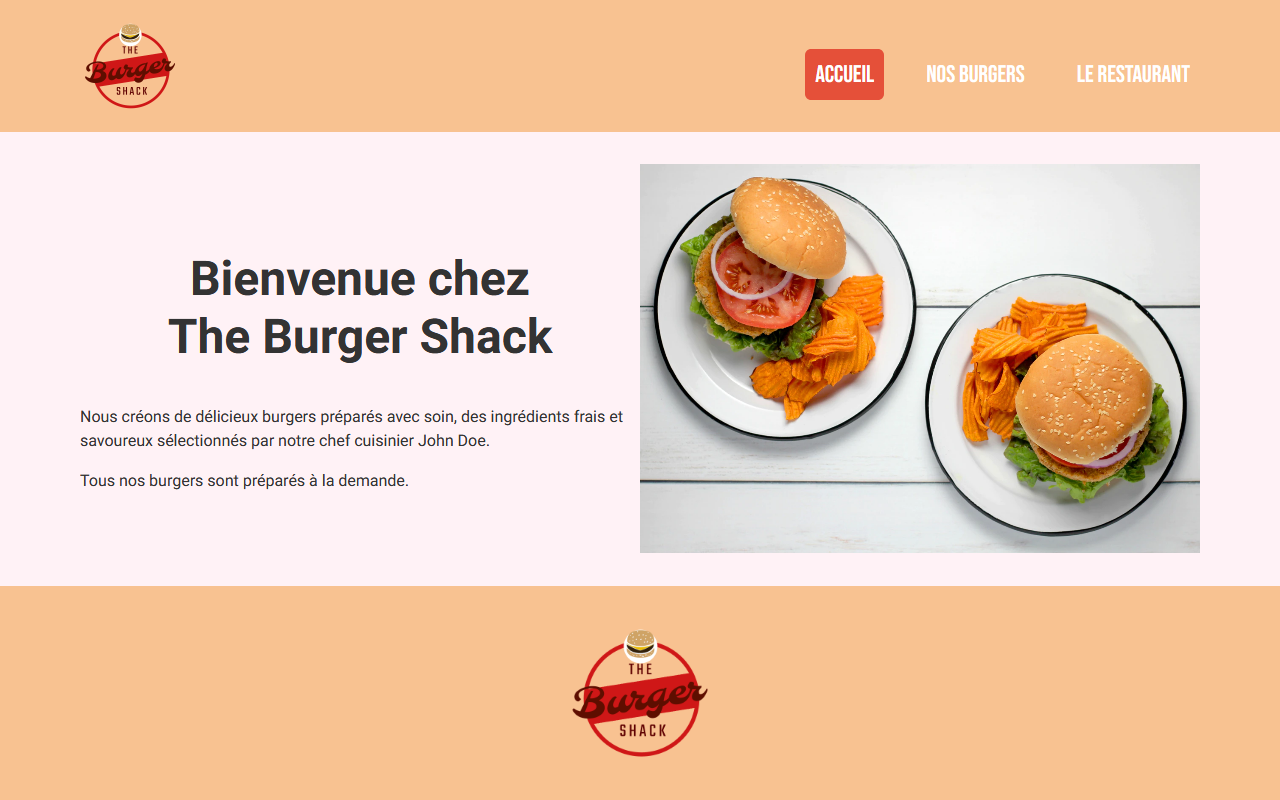 THE
Burger
SHACK
ACCUEIL
NOS BURGERS
LE RESTAURANT
Bienvenue chez
The Burger Shack
Nous créons de délicieux burgers préparés avec soin, des ingrédients frais et
savoureux sélectionnés par notre chef cuisinier John Doe.
Tous nos burgers sont préparés à la demande.
THE
Burger
SHACK